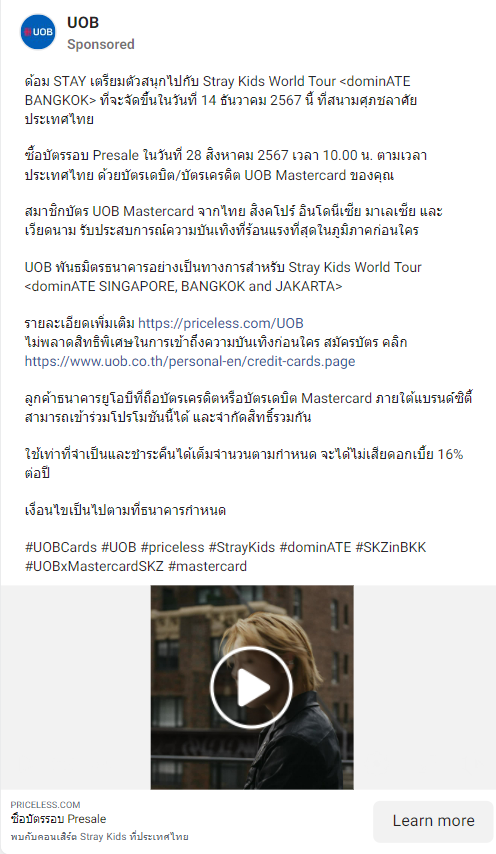 UOB
UOB
Sponsored
ด้อม STAY เตรียมตัวสนุกไปกับ Stray Kids World Tour <dominATE
BANGKOK> ที่จะจัดขึ้นในวันที่ 14 ธันวาคม 2567 นี้ ที่สนามศุภชลาศัย
ประเทศไทย
ซื้อบัตรรอบ Presale ในวันที่ 28 สิงหาคม 2567 เวลา 10.00 น. ตามเวลา
ประเทศไทย ด้วยบัตรเดบิต/บัตรเครดิต UOB Mastercard ของคุณ
สมาชิกบัตร UOB Mastercard จากไทย สิงคโปร์ อินโดนีเซีย มาเลเซีย และ
เวียดนาม รับประสบการณ์ความบันเทิงที่ร้อนแรงที่สุดในภูมิภาคก่อนใคร
UOB พันธมิตรธนาคารอย่างเป็นทางการสำหรับ Stray Kids World Tour
<dominATE SINGAPORE, BANGKOK and JAKARTA>
รายละเอียดเพิ่มเติม https://priceless.com/UOB
ไม่พลาดสิทธิพิเศษในการเข้าถึงความบันเทิงก่อนใคร สมัครบัตร คลิก
https://www.uob.co.th/personal-en/credit-cards.page
ลูกค้าธนาคารยูโอบีที่ถือบัตรเครดิตหรือบัตรเดบิต Mastercard ภายใต้แบรนด์ซิตี้
สามารถเข้าร่วมโปรโมชันนี้ได้ และจำกัดสิทธิ์รวมกัน
ใช้เท่าที่จำเป็นและชำระคืนได้เต็มจำนวนตามกำหนด จะได้ไม่เสียดอกเบี้ย 16%
ต่อปี
เงื่อนไขเป็นไปตามที่ธนาคารกำหนด
#UOBCards #UOB #priceless #StrayKids #dominATE #SKZinBKK
#UOBxMastercardSKZ #mastercard
PRICELESS.COM
ซื้อบัตรรอบ Presale
พบกับคอนเสิร์ต Stray Kids ที่ประเทศไทย
Learn more